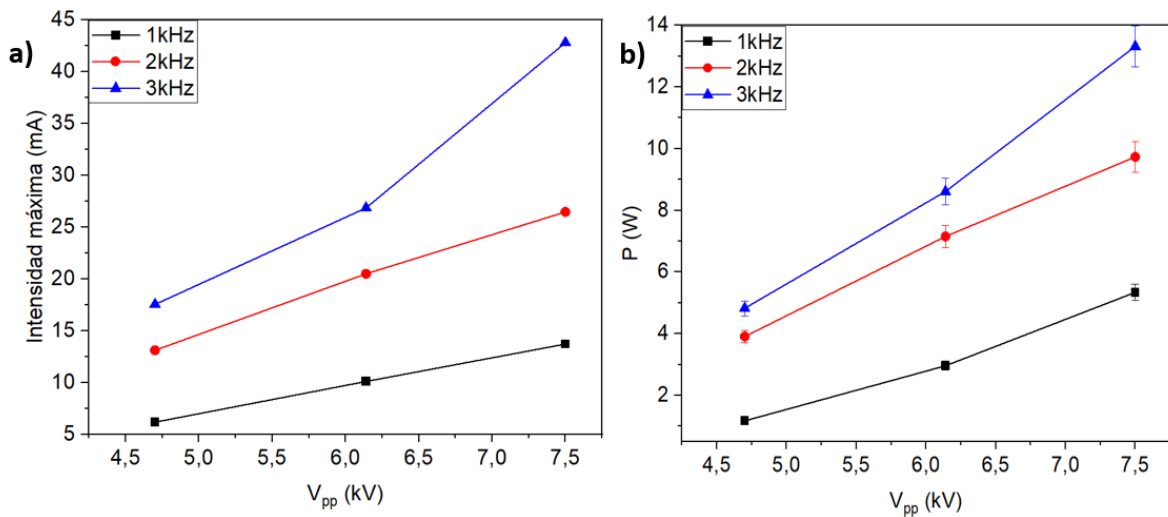 a)
1kHz
2kHz
3kHz
Intensidad máxima (mA)
45
40
35
30
25
20
15
10
5
4,5 5,0 5,5 6,0 6,5 7,0 7,5
Vpp (kV)
b)
1kHz
2kHz
3kHz
P (W)
14
12
10
8
6
4
2
4,5 5,0 5,5 6,0 6,5 7,0 7,5
Vpp (kV)